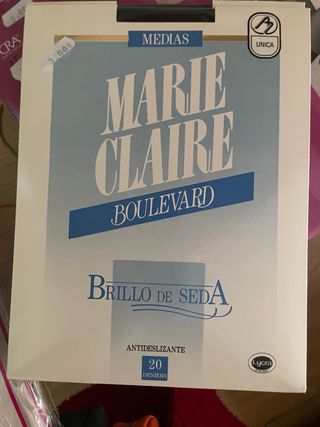 MEDIAS
UNICA
MARIE
CLAIRE
BOULEVARD
BRILLO DE SEDA
ANTIDESLIZANTE
20
DENIERS
Lycra